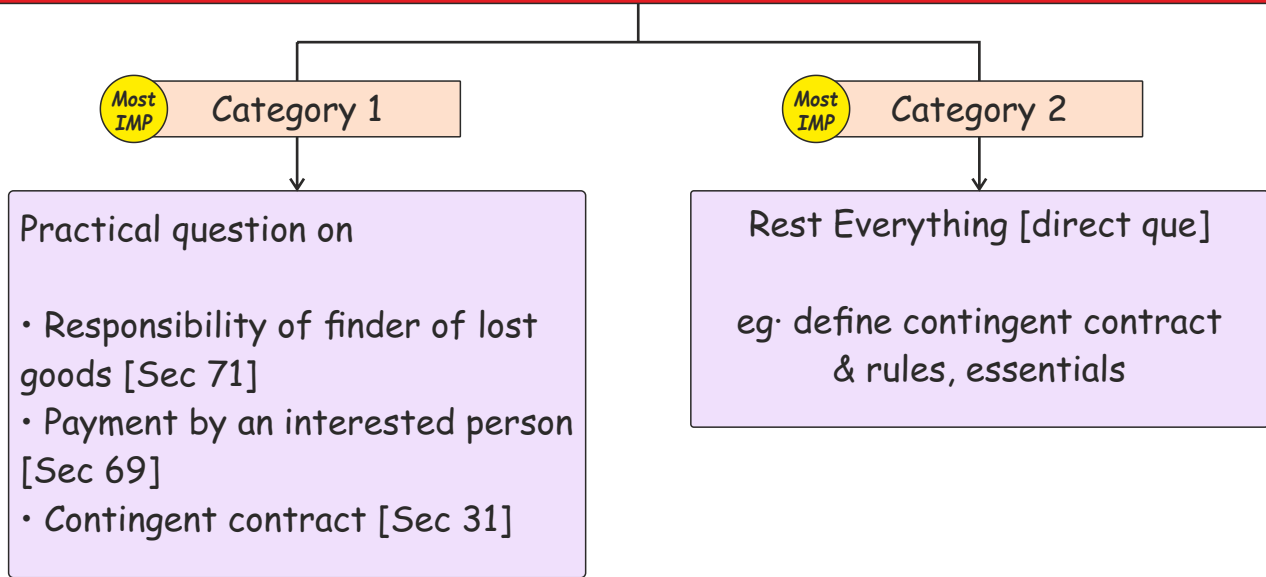 Most
IMP
Category 1
Practical question on
• Responsibility of finder of lost
goods [Sec 71]
• Payment by an interested person
[Sec 69]
• Contingent contract [Sec 31]
Most
IMP
Category 2
Rest Everything [direct que]
eg· define contingent contract
& rules, essentials